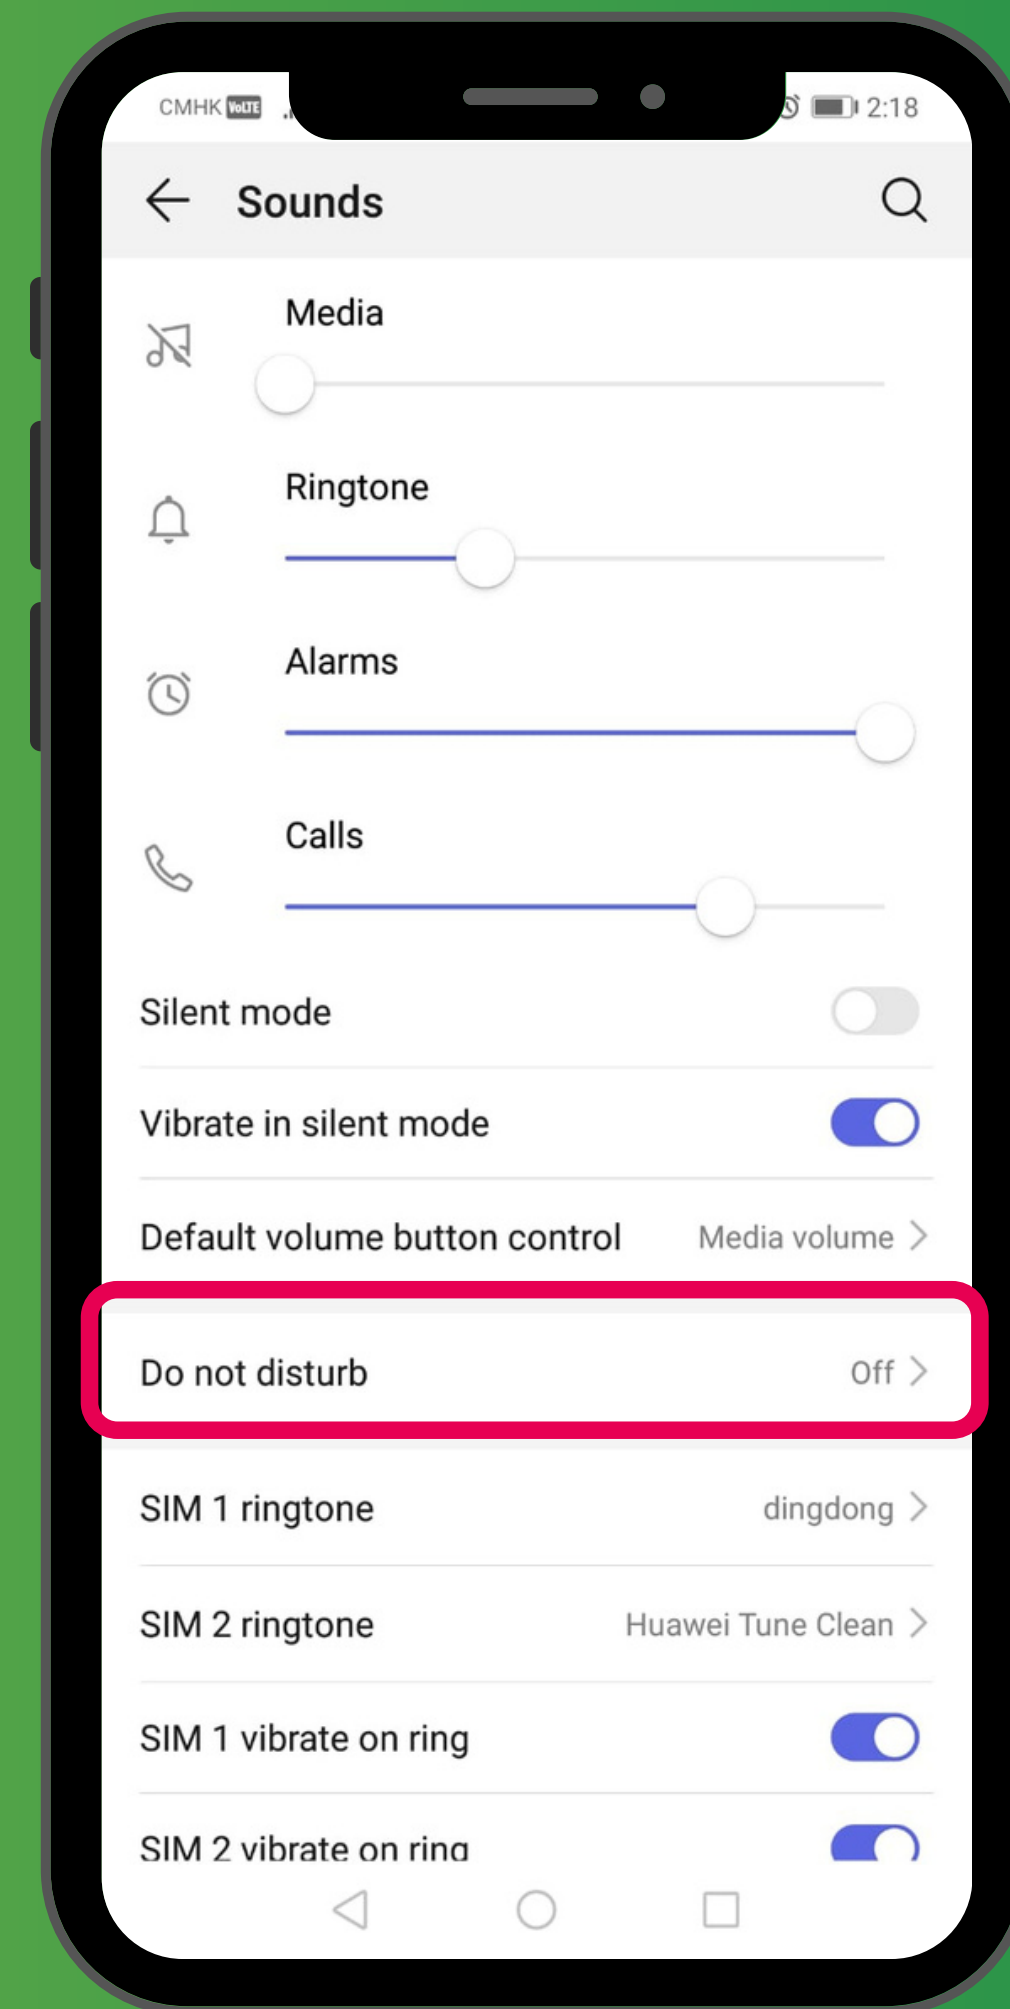 CMHK VoLTE 2:18
Sounds
Media
Ringtone
Alarms
Calls
Silent mode
Vibrate in silent mode
Default volume button control Media volume
Do not disturb Off
SIM 1 ringtone dingdong
SIM 2 ringtone Huawei Tune Clean
SIM 1 vibrate on ring
SIM 2 vibrate on ring